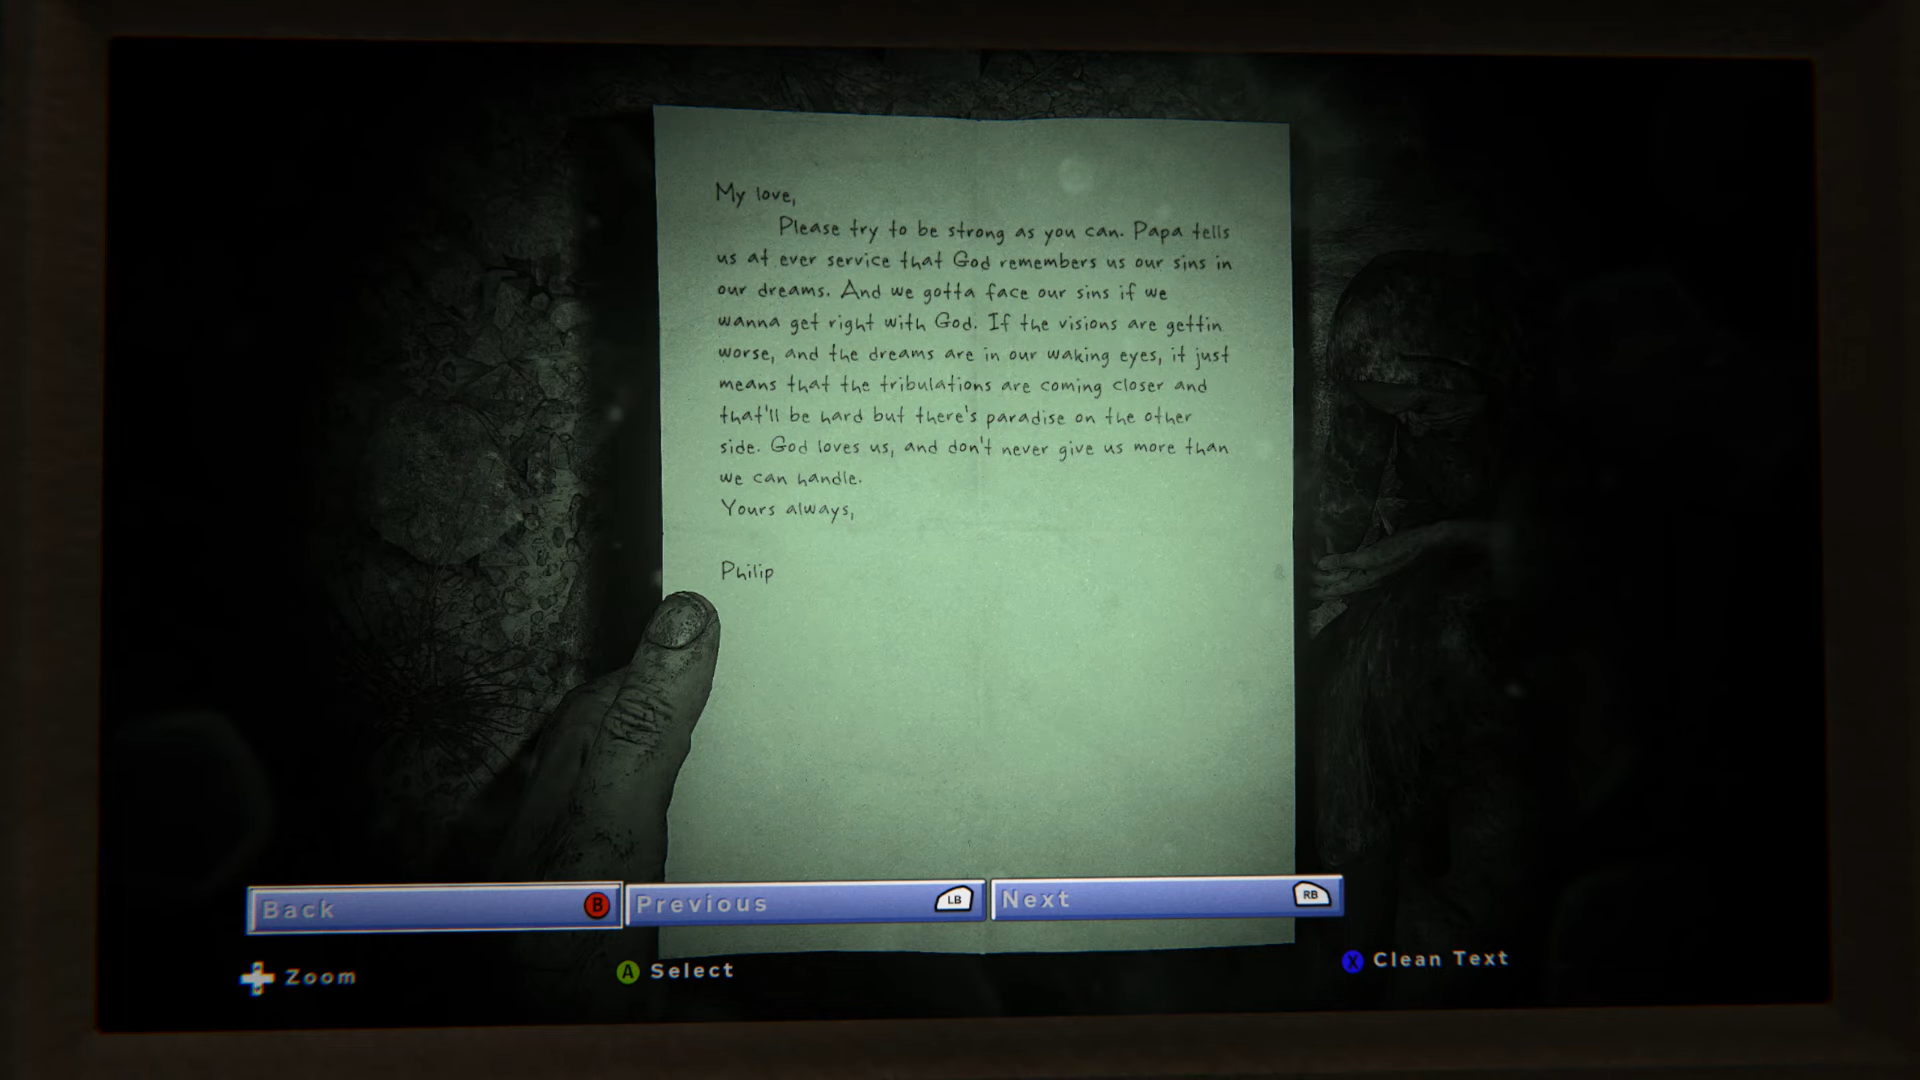 My love,
Please try to be strong as you can. Papa tells
us at ever service that God remembers us our sins in
our dreams. And we gotta face our sins if we
wanna get right with God. If the visions are gettin
worse, and the dreams are in our waking eyes, it just
means that the tribulations are coming closer and
that'll be hard but there's paradise on the other
side. God loves us, and don't never give us more than
we can handle.
Yours always,
Philip
Back B Previous LB Next RB
Zoom A Select X Clean Text